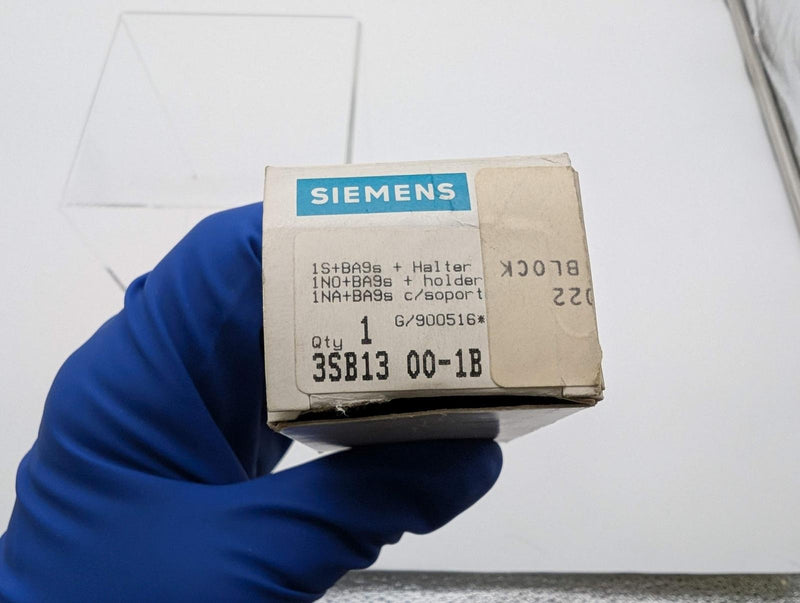 SIEMENS
1S+BA9s + Halter
1NO+BA9s + holder
1NA+BA9s c/soport
G/900516*
Qty 1
3SB13 00-1B
022
BLOCK